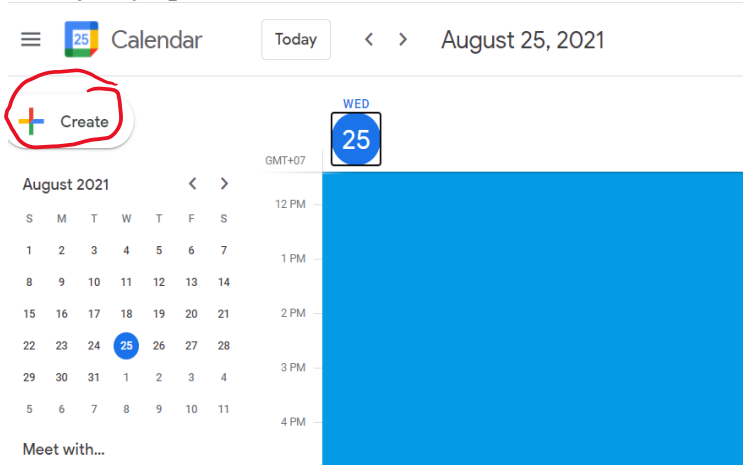 25 Calendar Today August 25, 2021
Create
WED
25
GMT+07
August 2021
S M T W T F S
1 2 3 4 5 6 7
8 9 10 11 12 13 14
15 16 17 18 19 20 21
22 23 24 25 26 27 28
29 30 31 1 2 3 4
5 6 7 8 9 10 11
Meet with...
12 PM
1 PM
2 PM
3 PM
4 PM